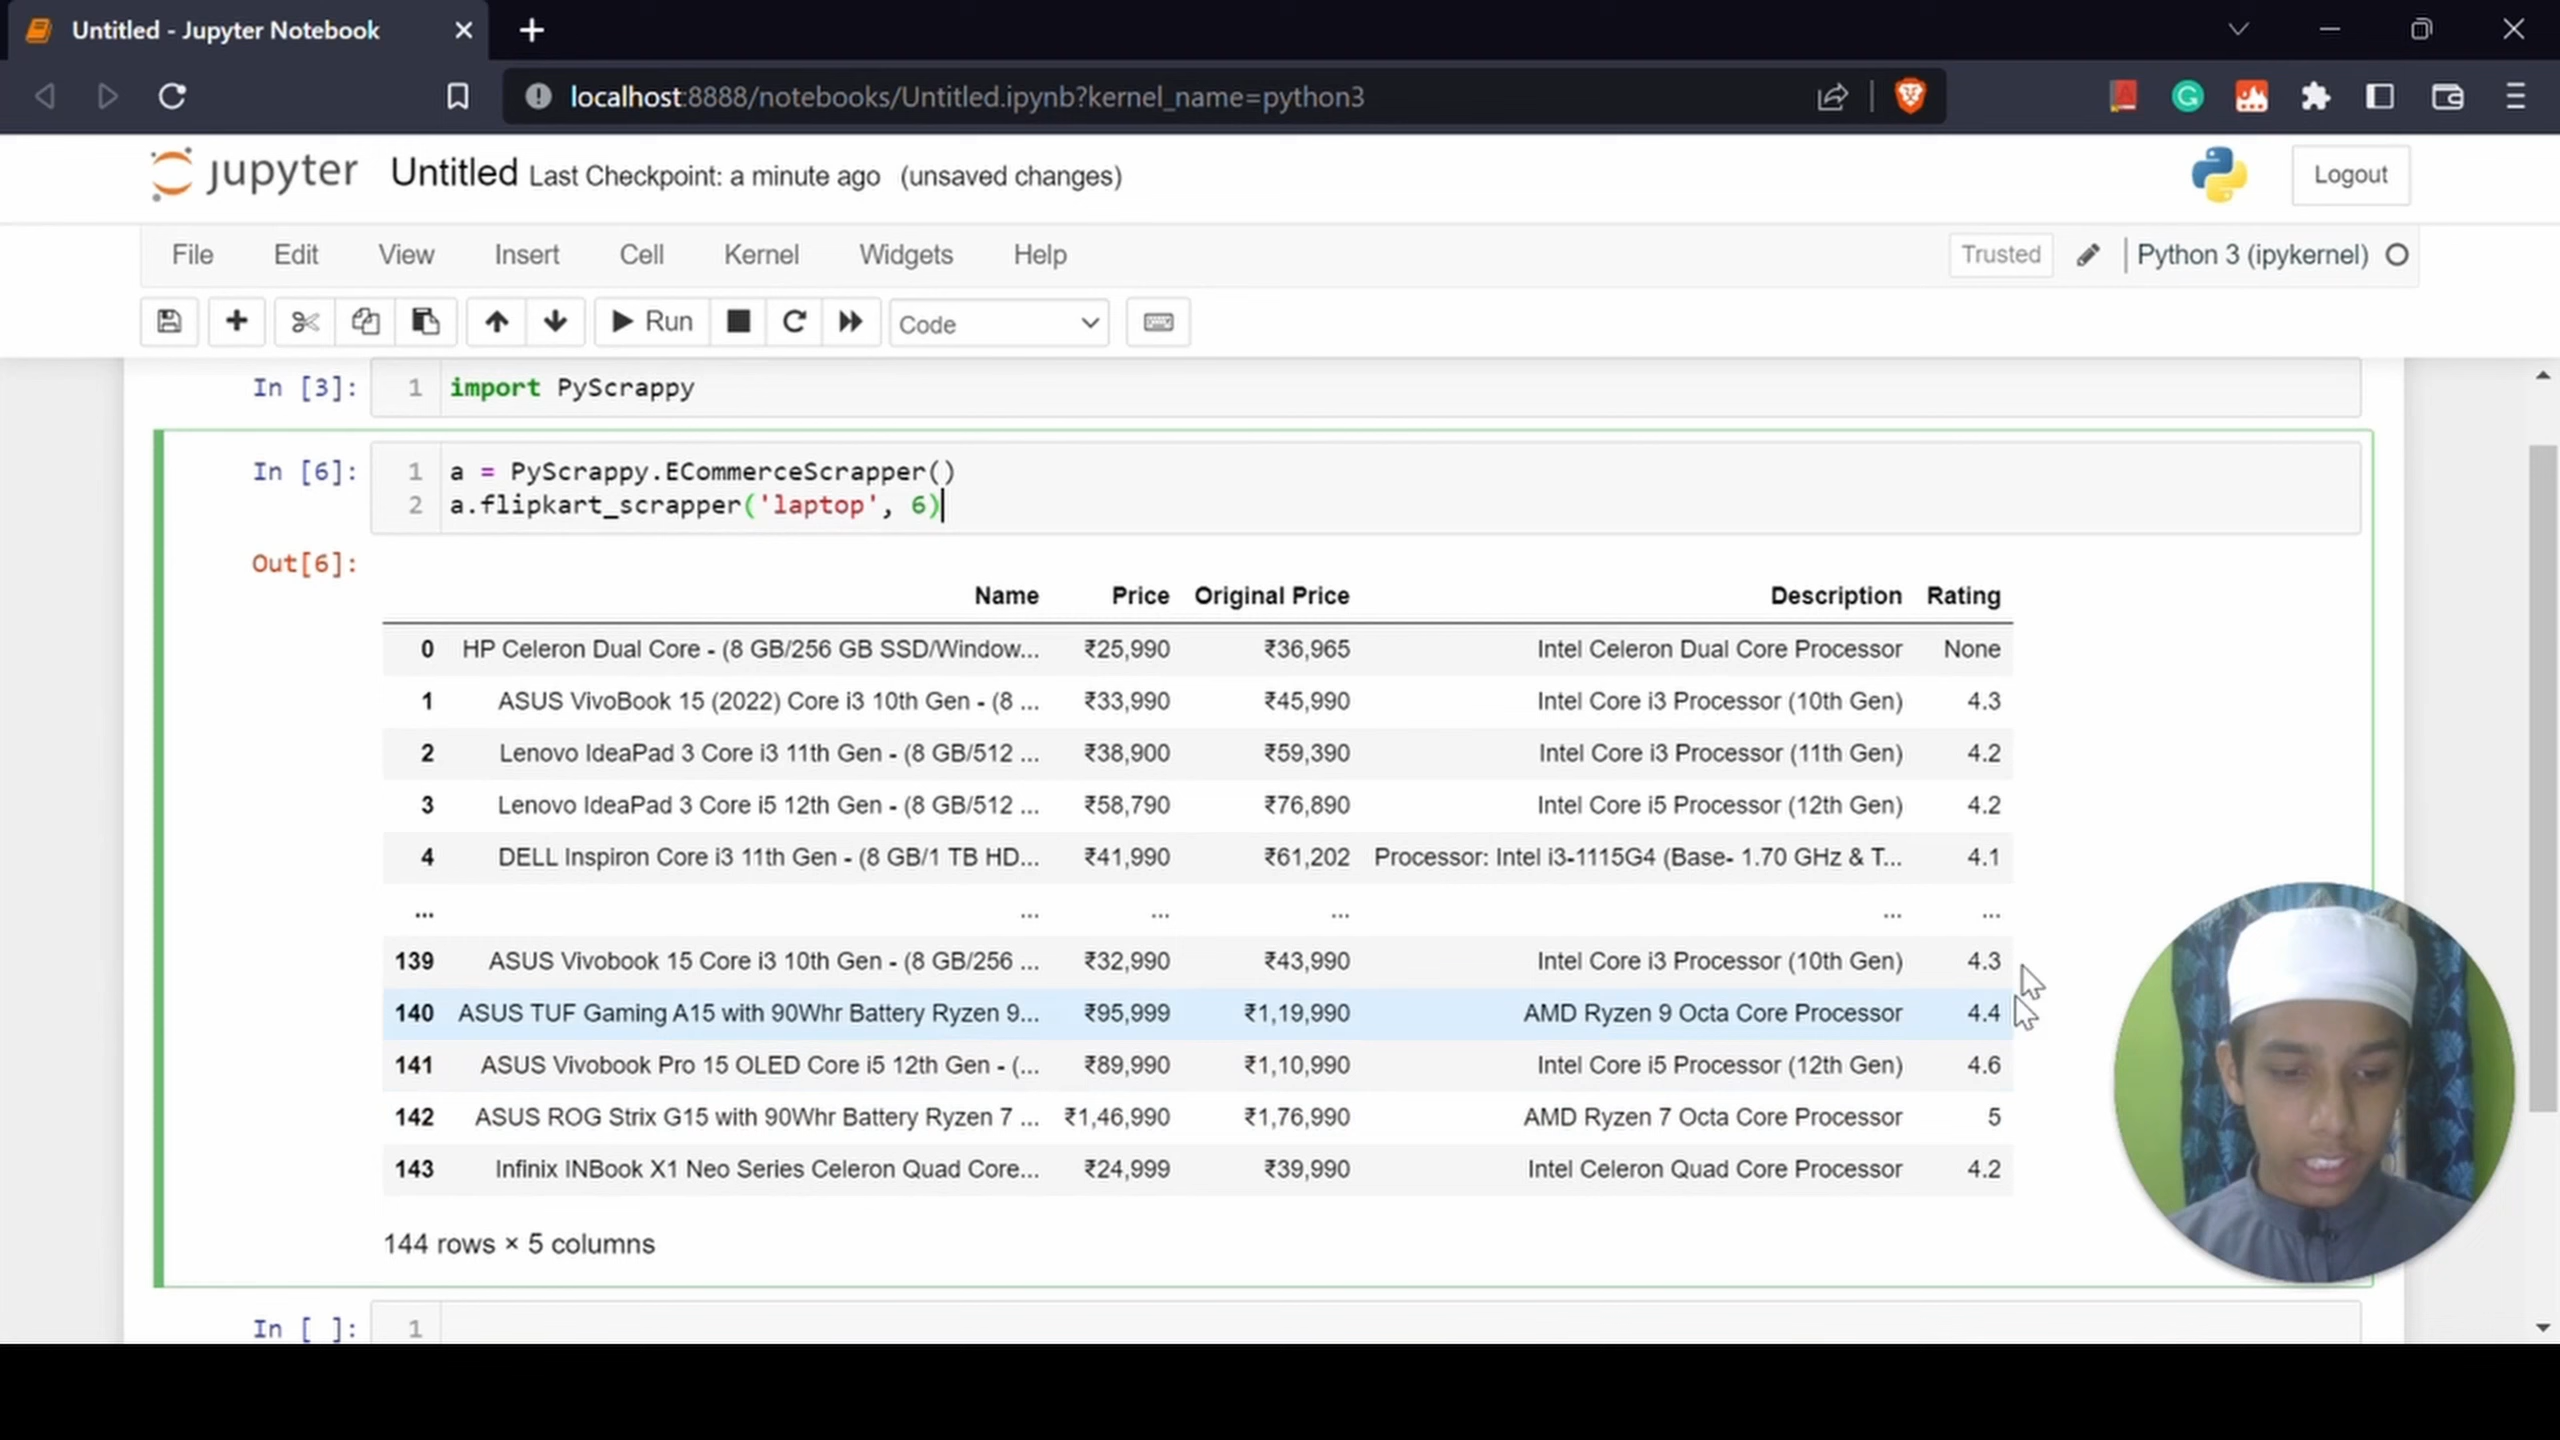 Untitled - Jupyter Notebook
localhost:8888/notebooks/Untitled.ipynb?kernel_name=python3
jupyter Untitled Last Checkpoint: a minute ago (unsaved changes) Logout
File Edit View Insert Cell Kernel Widgets Help Trusted Python 3 (ipykernel)
Run Code
In [3]: 1 import PyScrappy
In [6]: 1 a = PyScrappy.ECommerceScrapper()
2 a.flipkart_scrapper('laptop', 6)
Out[6]:
Name Price Original Price Description Rating
0 HP Celeron Dual Core - (8 GB/256 GB SSD/Window... ₹25,990 ₹36,965 Intel Celeron Dual Core Processor None
1 ASUS VivoBook 15 (2022) Core i3 10th Gen - (8 ... ₹33,990 ₹45,990 Intel Core i3 Processor (10th Gen) 4.3
2 Lenovo IdeaPad 3 Core i3 11th Gen - (8 GB/512 ... ₹38,900 ₹59,390 Intel Core i3 Processor (11th Gen) 4.2
3 Lenovo IdeaPad 3 Core i5 12th Gen - (8 GB/512 ... ₹58,790 ₹76,890 Intel Core i5 Processor (12th Gen) 4.2
4 DELL Inspiron Core i3 11th Gen - (8 GB/1 TB HD... ₹41,990 ₹61,202 Processor: Intel i3-1115G4 (Base- 1.70 GHz & T... 4.1
... ... ... ... ... ...
139 ASUS Vivobook 15 Core i3 10th Gen - (8 GB/256 ... ₹32,990 ₹43,990 Intel Core i3 Processor (10th Gen) 4.3
140 ASUS TUF Gaming A15 with 90Whr Battery Ryzen 9... ₹95,999 ₹1,19,990 AMD Ryzen 9 Octa Core Processor 4.4
141 ASUS Vivobook Pro 15 OLED Core i5 12th Gen - (... ₹89,990 ₹1,10,990 Intel Core i5 Processor (12th Gen) 4.6
142 ASUS ROG Strix G15 with 90Whr Battery Ryzen 7 ... ₹1,46,990 ₹1,76,990 AMD Ryzen 7 Octa Core Processor 5
143 Infinix INBook X1 Neo Series Celeron Quad Core... ₹24,999 ₹39,990 Intel Celeron Quad Core Processor 4.2
144 rows × 5 columns
In [ ]: 1